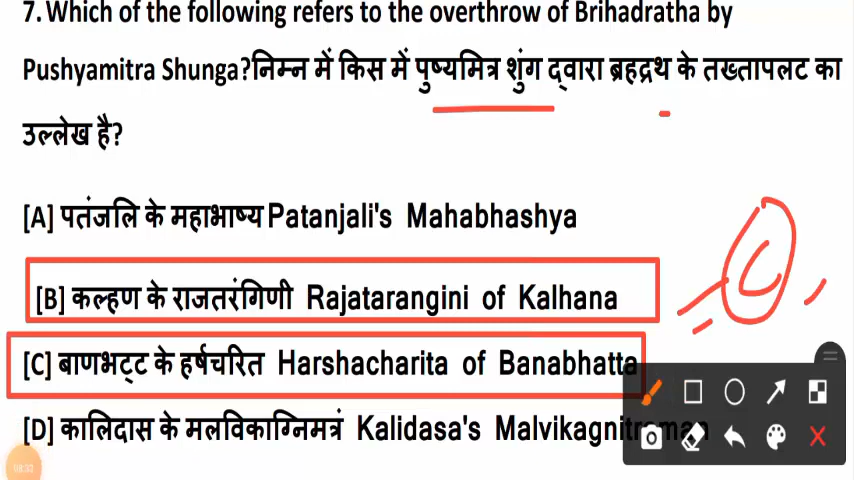 7. Which of the following refers to the overthrow of Brihadratha by
Pushyamitra Shunga?निम्न में किस में पुष्यमित्र शुंग द्वारा ब्रहद्रथ के तख्तापलट का
उल्लेख है?
[A] पतंजलि के महाभाष्य Patanjali's Mahabhashya
[B] कल्हण के राजतरंगिणी Rajatarangini of Kalhana
[C] बाणभट्ट के हर्षचरित Harshacharita of Banabhatta
[D] कालिदास के मलविकाग्निमत्रं Kalidasa's Malvikagnitraman
C
08:32